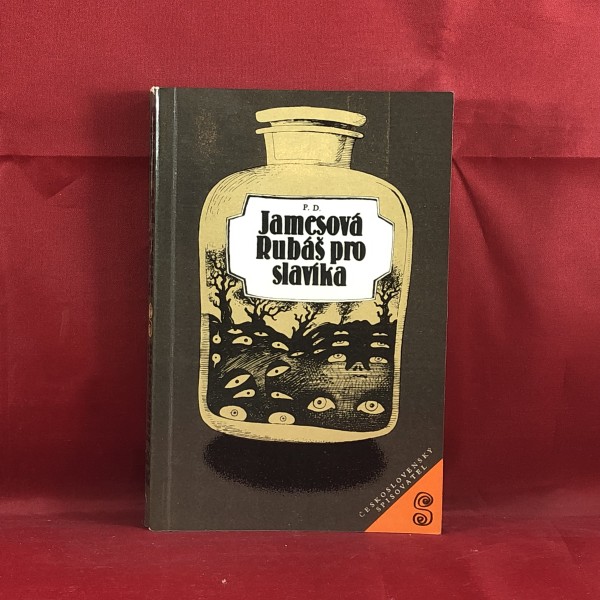 P. D.
Jamesová
Rubáš pro
slavíka
ČESKOSLOVENSKÝ
SPISOVATEL